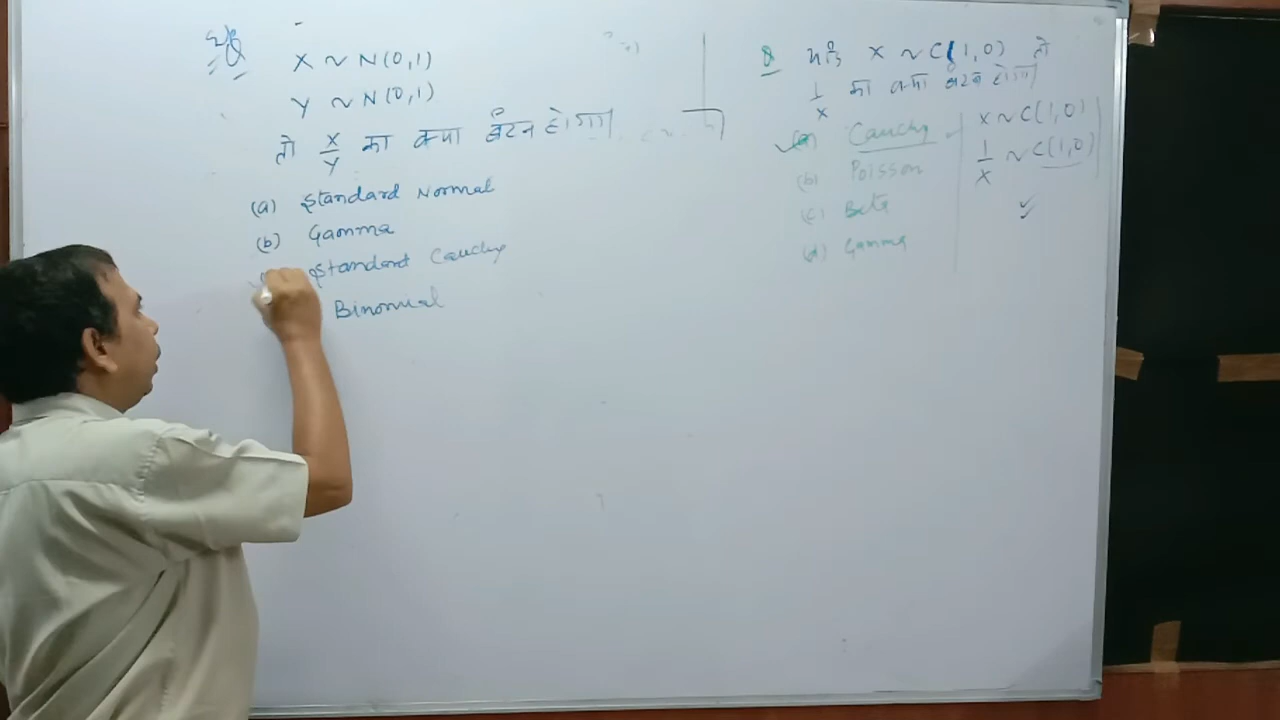 Q
X ~ N(0,1)
Y ~ N(0,1)
तो X/Y का क्या बंटन होगा
(a) Standard Normal
(b) Gamma
Standard Cauchy
Binomial
Q यदि X ~ C(1,0) तो
1/X का क्या बंटन होगा
(a) Cauchy
(b) Poisson
(c) Beta
(d) Gamma
X ~ C(1,0)
1/X ~ C(1,0)